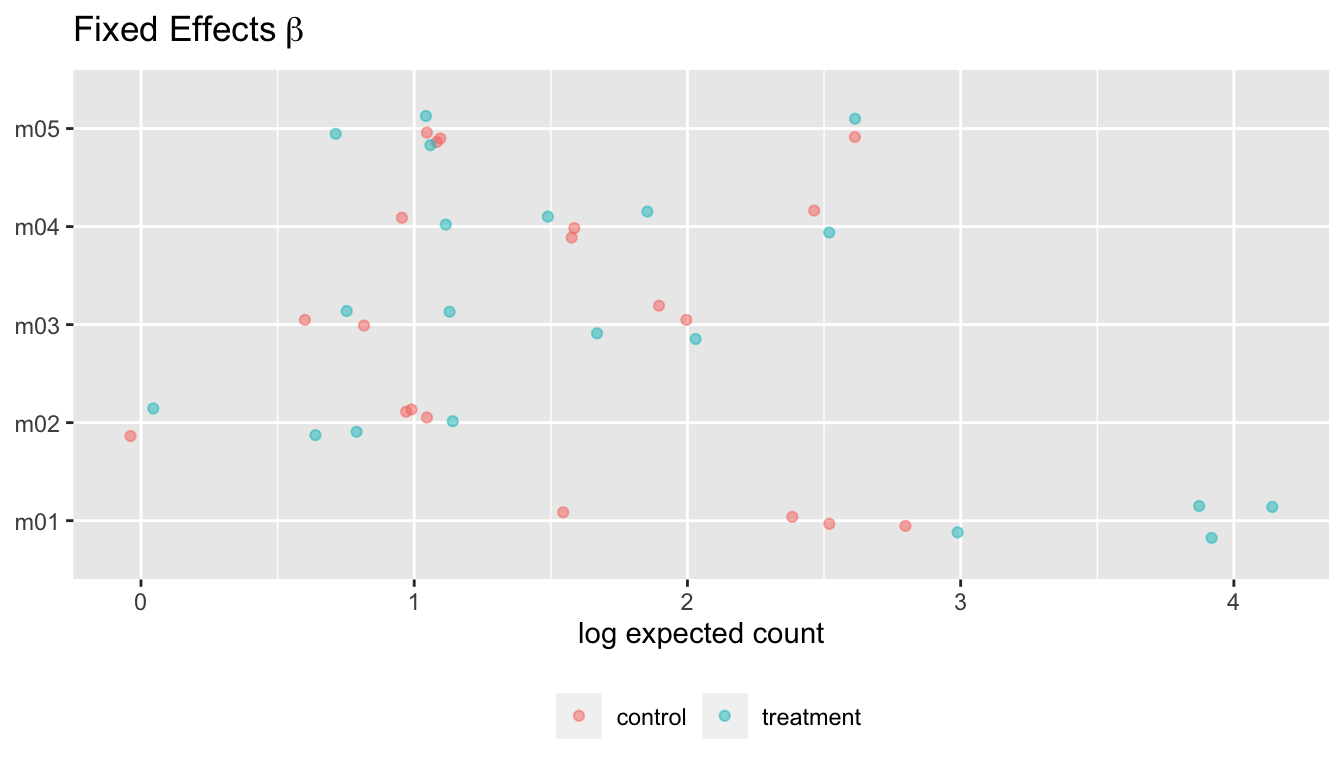 Fixed Effects β
m05
m04
m03
m02
m01
0 1 2 3 4
log expected count
control treatment